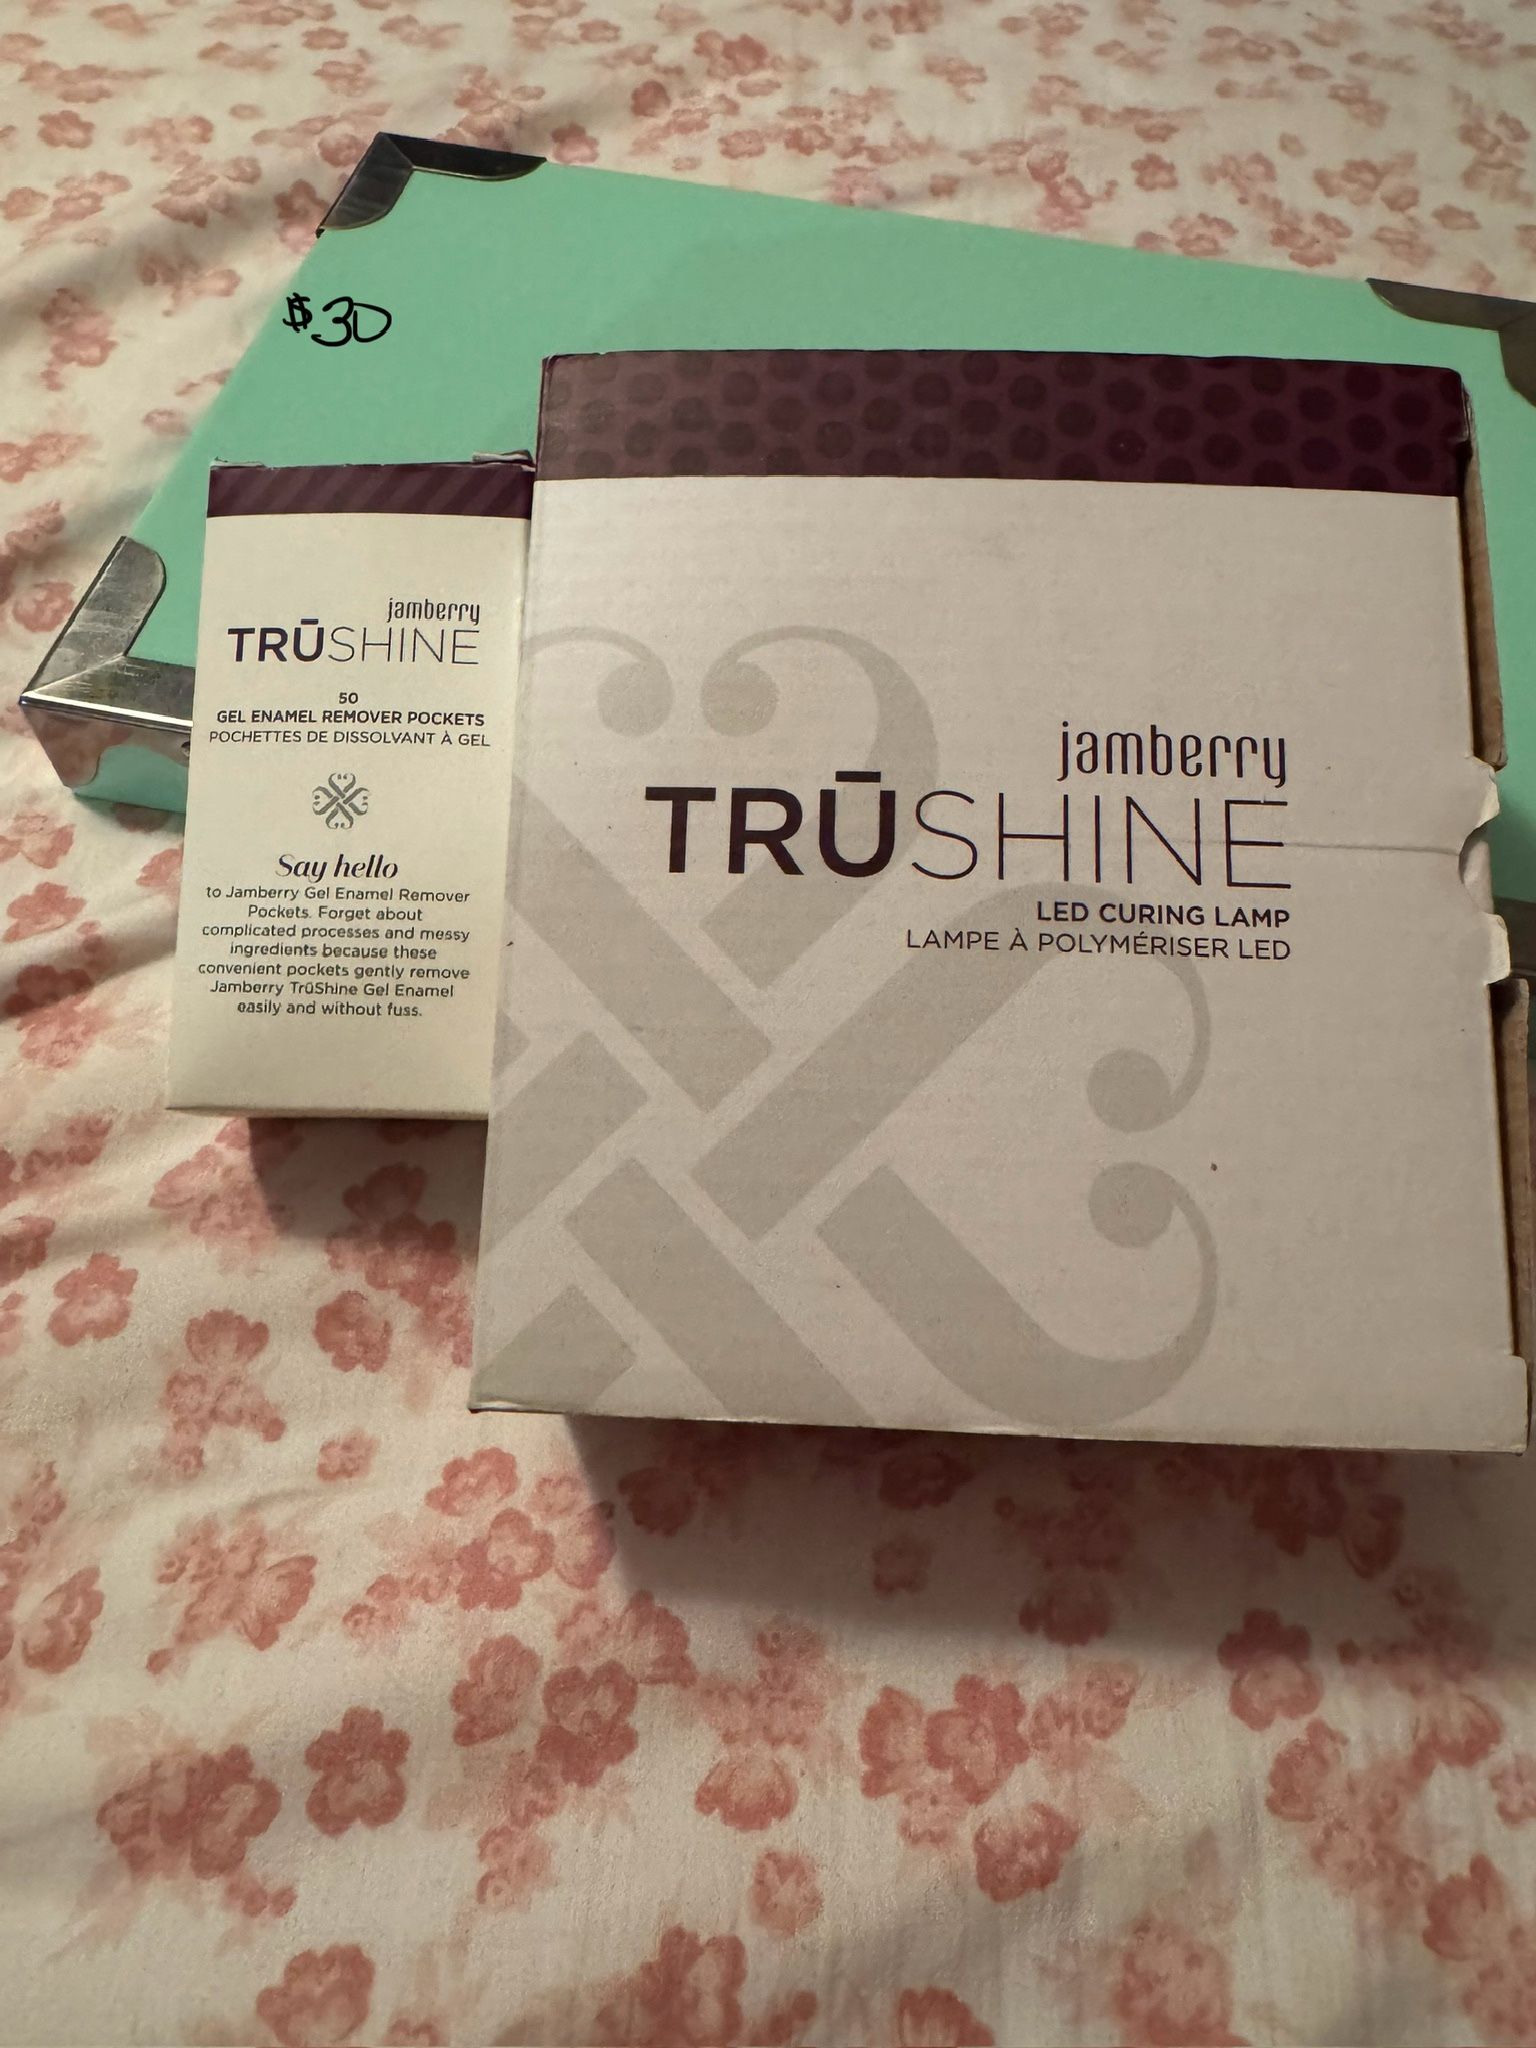 $30
jamberry
TRŪSHINE
50
GEL ENAMEL REMOVER POCKETS
POCHETTES DE DISSOLVANT À GEL
Say hello
to Jamberry Gel Enamel Remover
Pockets. Forget about
complicated processes and messy
ingredients because these
convenient pockets gently remove
Jamberry TrūShine Gel Enamel
easily and without fuss.
jamberry
TRŪSHINE
LED CURING LAMP
LAMPE À POLYMÉRISER LED